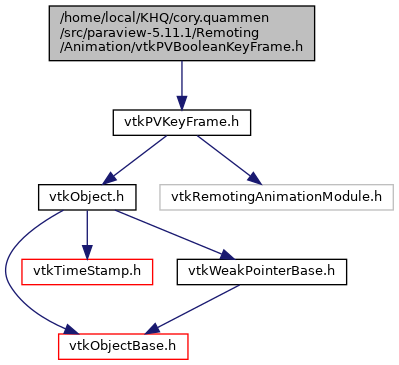 /home/local/KHQ/cory.quammen
/src/paraview-5.11.1/Remoting
/Animation/vtkPVBooleanKeyFrame.h
vtkPVKeyFrame.h
vtkObject.h
vtkRemotingAnimationModule.h
vtkTimeStamp.h
vtkWeakPointerBase.h
vtkObjectBase.h